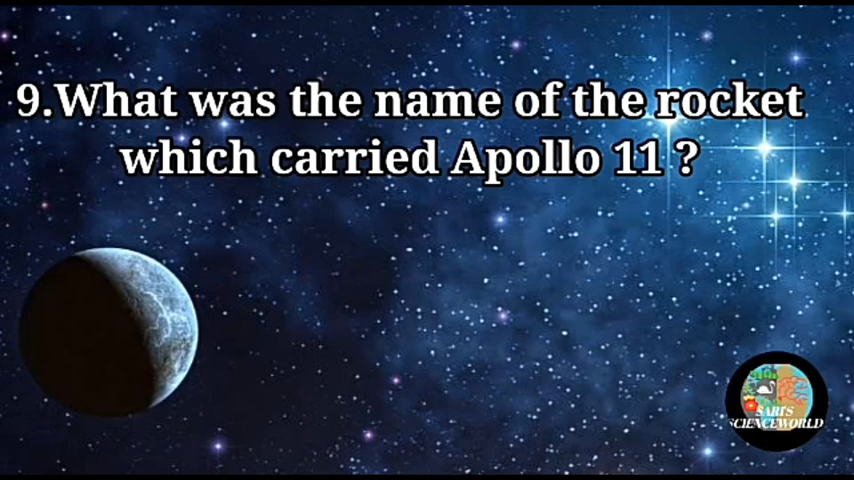 9.What was the name of the rocket
which carried Apollo 11 ?
SARI'S
SCIENCEWORLD